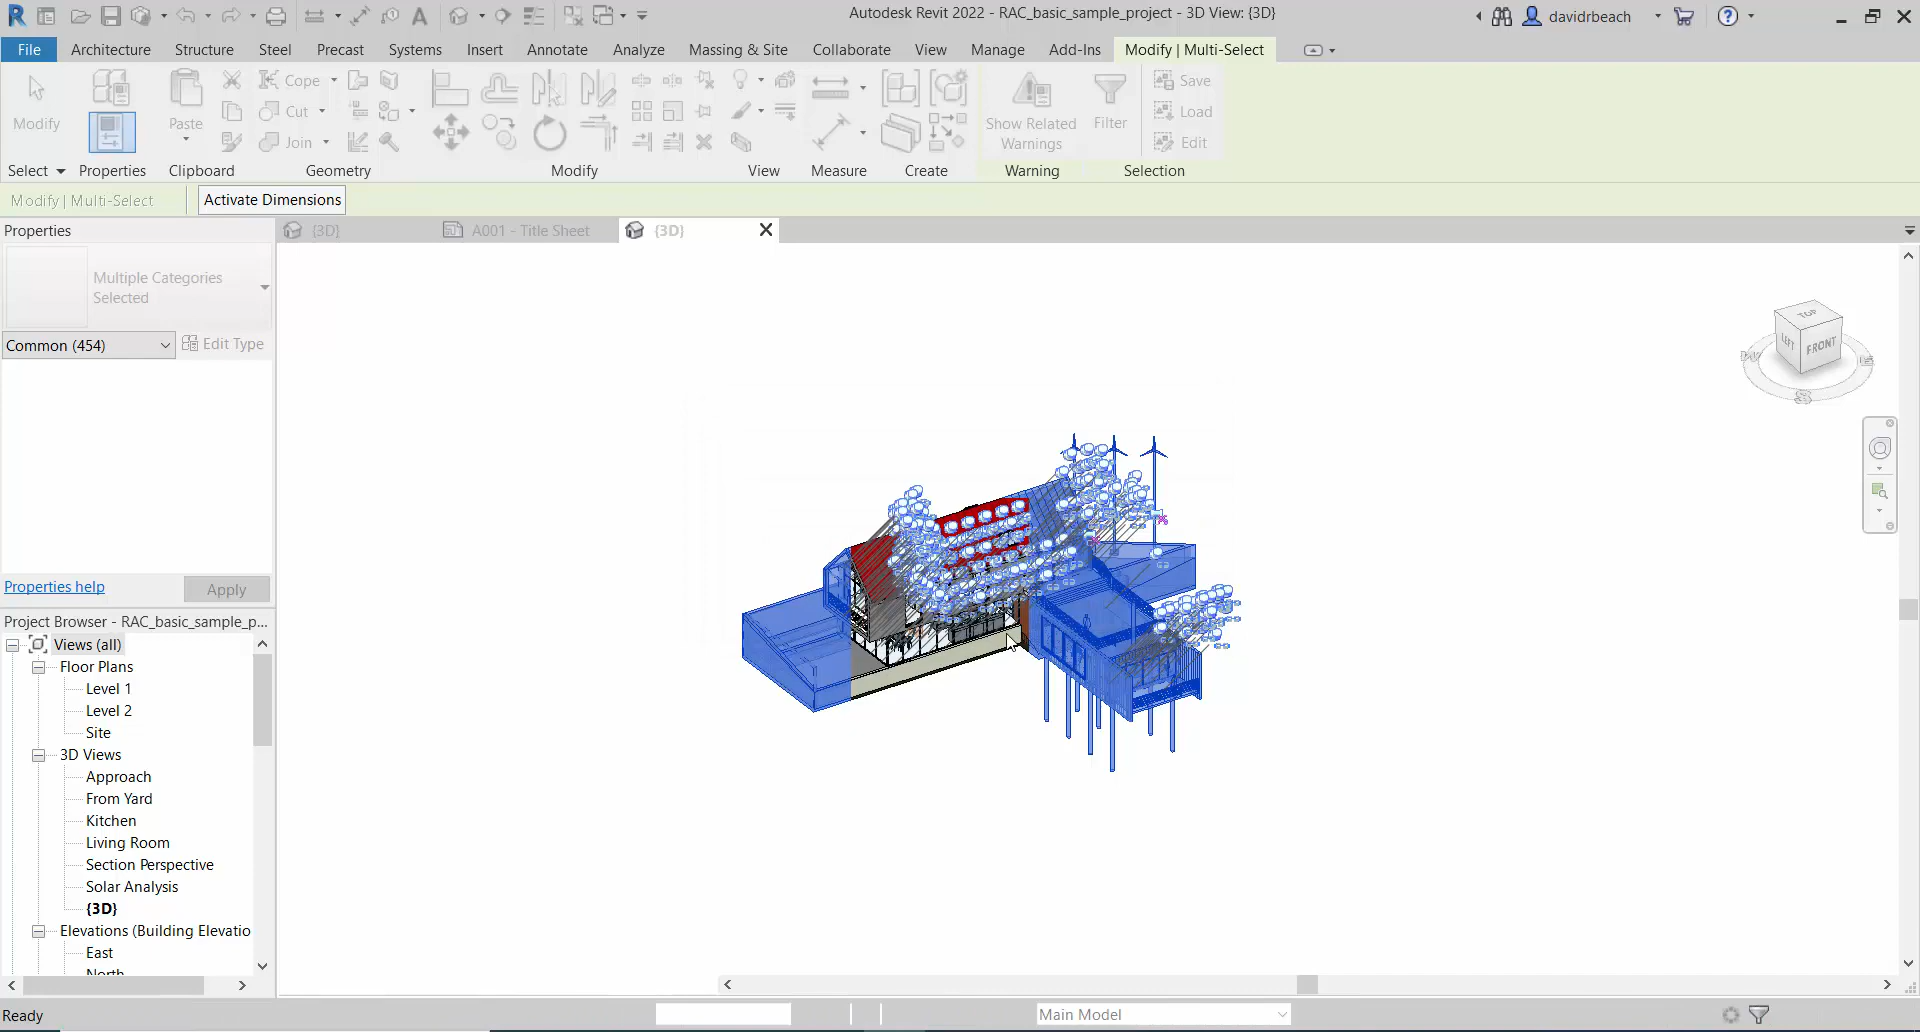 Autodesk Revit 2022 - RAC_basic_sample_project - 3D View: {3D}
davidrbeach
File
Architecture
Structure
Steel
Precast
Systems
Insert
Annotate
Analyze
Massing & Site
Collaborate
View
Manage
Add-Ins
Modify | Multi-Select
Modify
Paste
Cope
Cut
Join
Show Related
Warnings
Filter
Save
Load
Edit
Select
Properties
Clipboard
Geometry
Modify
View
Measure
Create
Warning
Selection
Modify | Multi-Select
Activate Dimensions
Properties
{3D}
A001 - Title Sheet
{3D}
Multiple Categories
Selected
Common (454)
Edit Type
Properties help
Apply
Project Browser - RAC_basic_sample_p...
Views (all)
Floor Plans
Level 1
Level 2
Site
3D Views
Approach
From Yard
Kitchen
Living Room
Section Perspective
Solar Analysis
{3D}
Elevations (Building Elevatio
East
North
TOP
LEFT
FRONT
S
Ready
Main Model